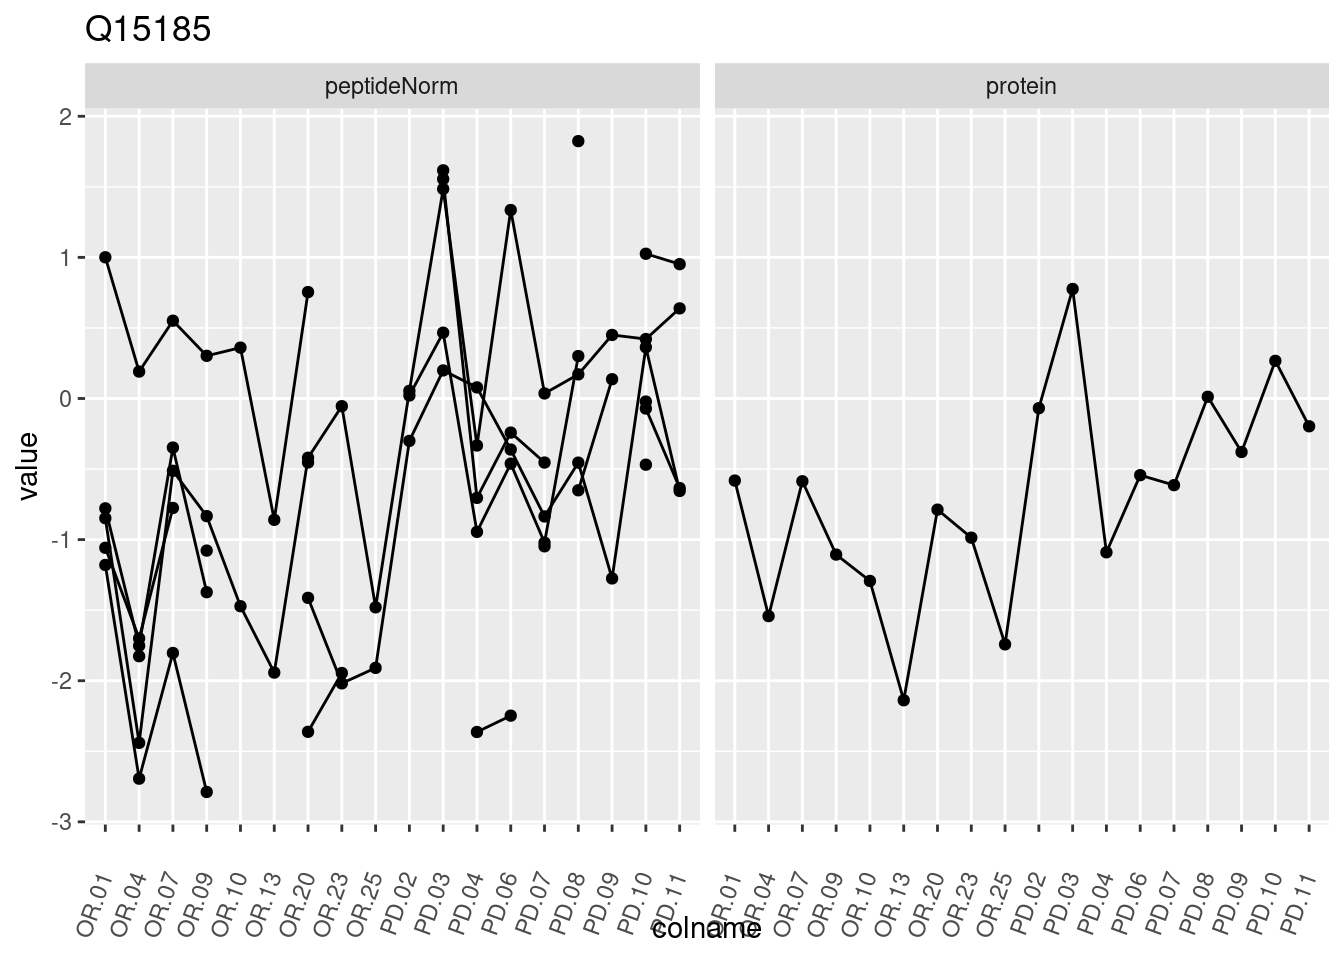 Q15185
peptideNorm
protein
value
2
1
0
-1
-2
-3
OR.01 OR.04 OR.07 OR.09 OR.10 OR.13 OR.20 OR.23 OR.25 PD.02 PD.03 PD.04 PD.06 PD.07 PD.08 PD.09 PD.10 PD.11
OR.01 OR.04 OR.07 OR.09 OR.10 OR.13 OR.20 OR.23 OR.25 PD.02 PD.03 PD.04 PD.06 PD.07 PD.08 PD.09 PD.10 PD.11
colname